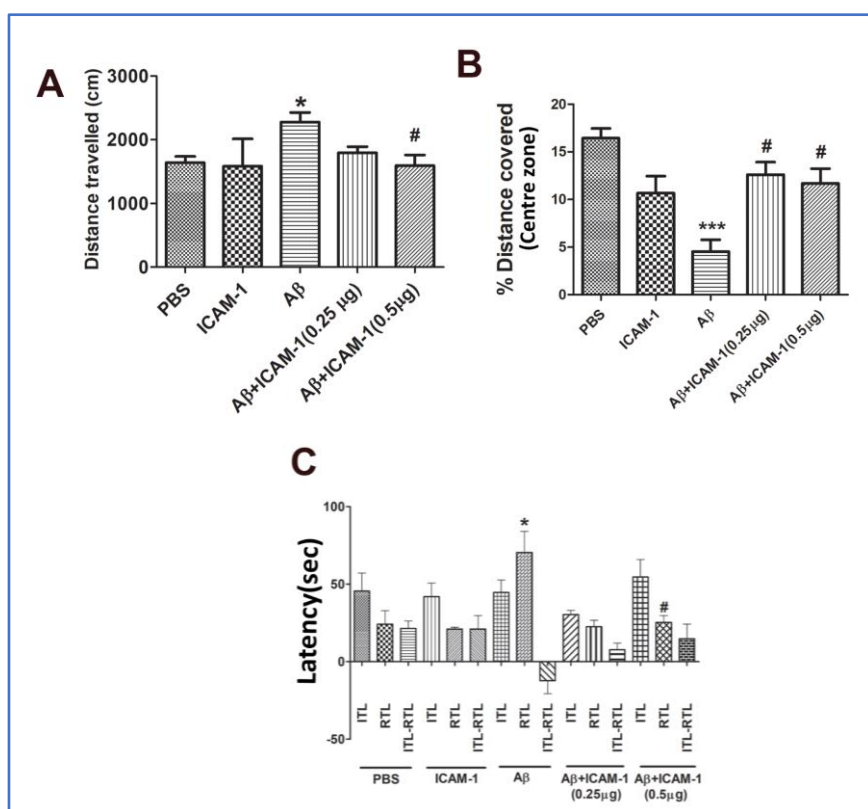 A
Distance travelled (cm)
3000
2000
1000
0
*
#
PBS
ICAM-1
Aβ
Aβ+ICAM-1(0.25 µg)
Aβ+ICAM-1(0.5µg)
B
% Distance covered
(Centre zone)
20
15
10
5
0
***
#
#
PBS
ICAM-1
Aβ
Aβ+ICAM-1(0.25µg)
Aβ+ICAM-1(0.5µg)
C
Latency(sec)
100
50
0
-50
*
#
ITL RTL ITL-RTL ITL RTL ITL-RTL ITL RTL ITL-RTL ITL RTL ITL-RTL ITL RTL ITL-RTL
PBS ICAM-1 Aβ Aβ+ICAM-1 Aβ+ICAM-1
(0.25µg) (0.5µg)